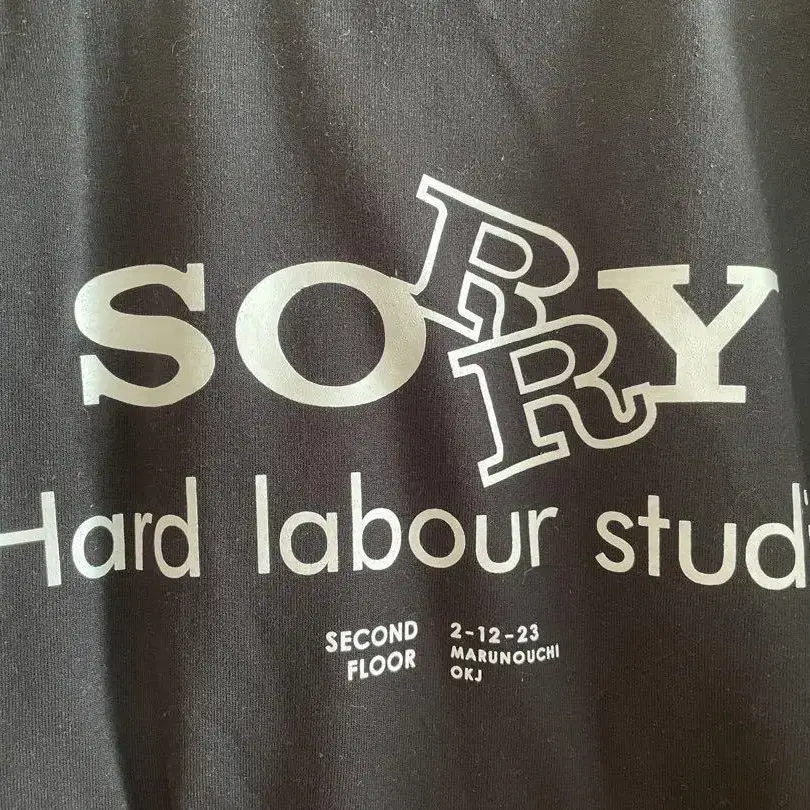 SORRY
Hard labour stud
SECOND 2-12-23
FLOOR MARUNOUCHI
OKJ